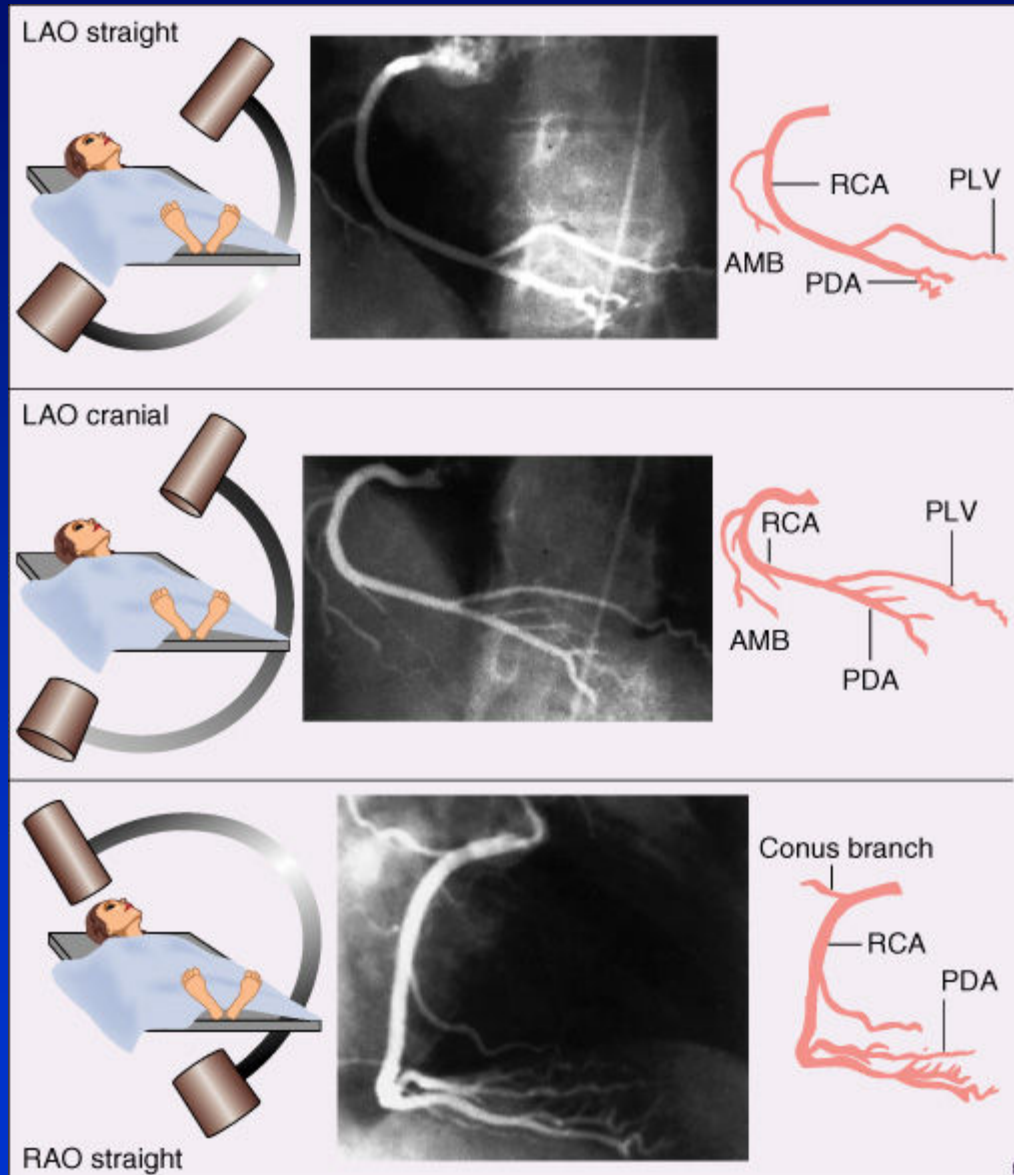 LAO straight
RCA
PLV
AMB
PDA
LAO cranial
RCA
PLV
AMB
PDA
Conus branch
RCA
PDA
RAO straight